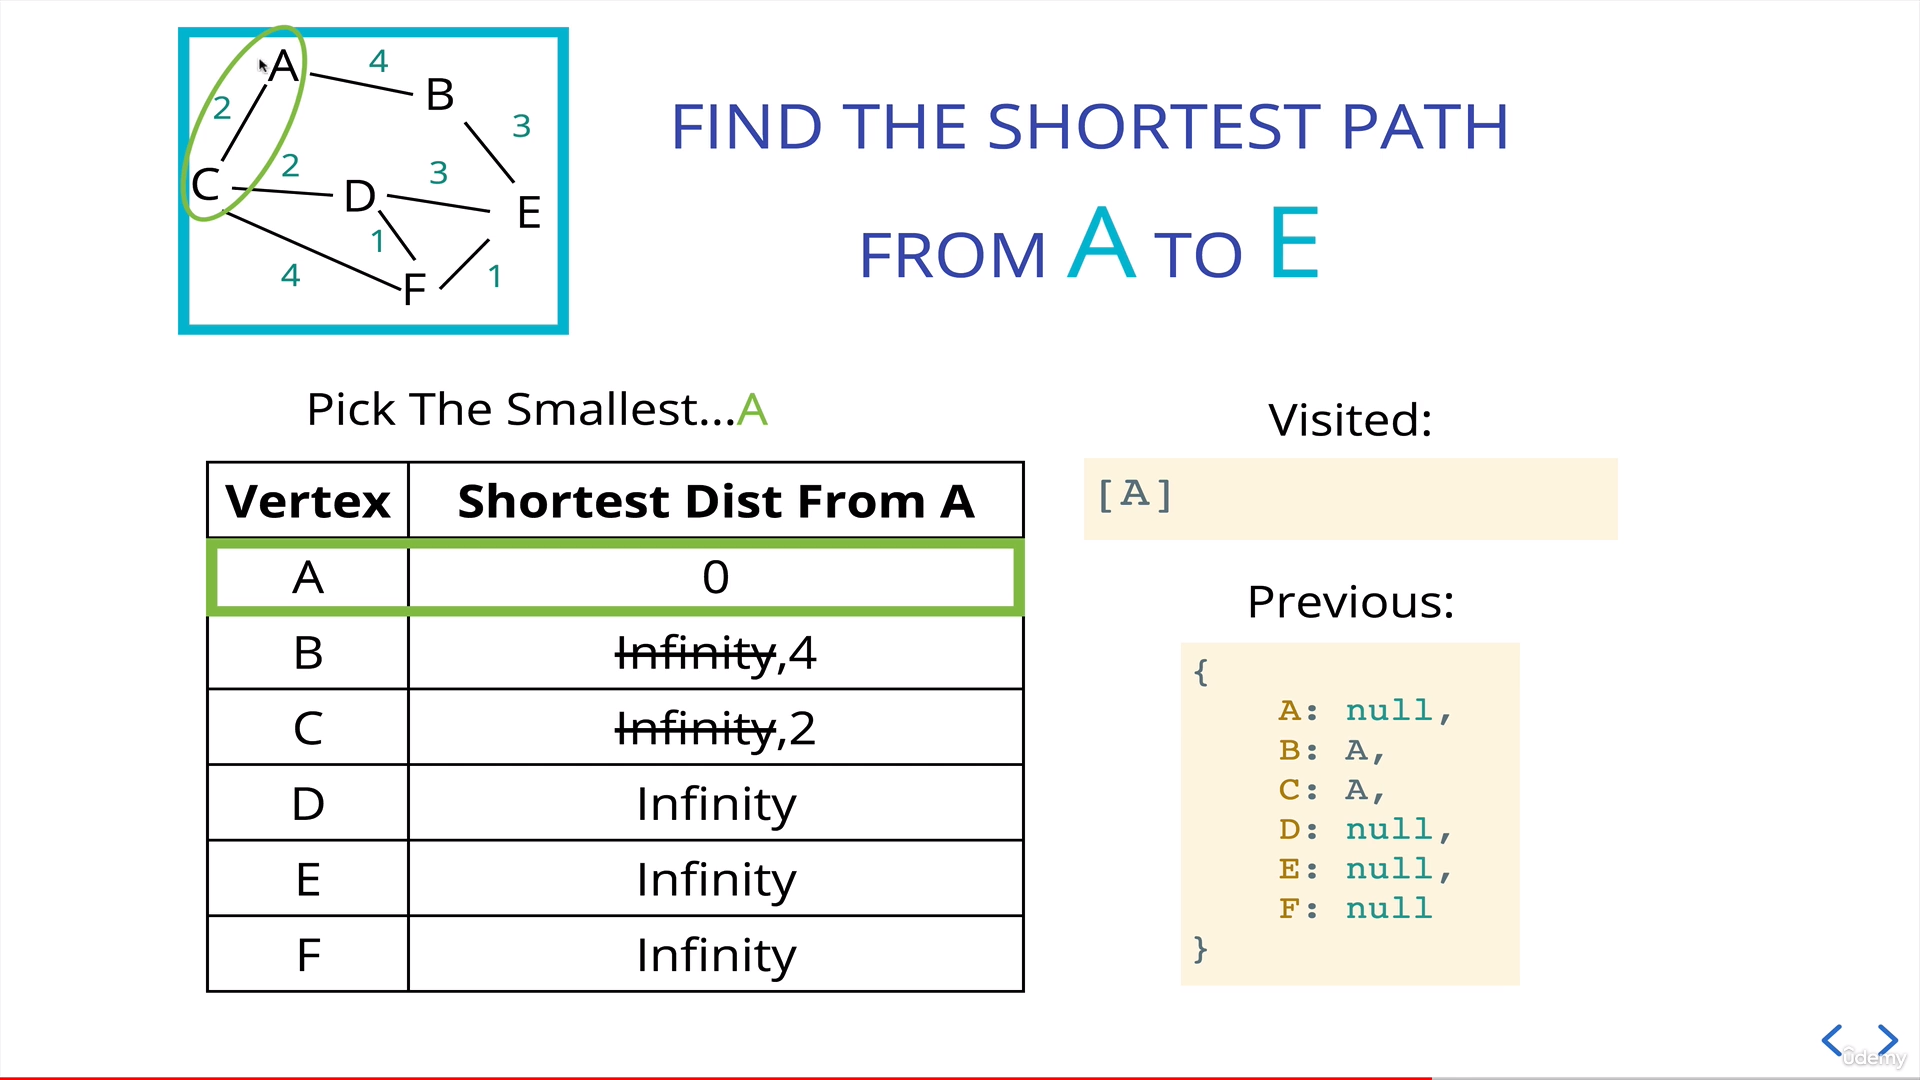 A
4
B
2
3
C
2
D
3
E
1
4
F
1
FIND THE SHORTEST PATH
FROM A TO E
Pick The Smallest...A
Vertex Shortest Dist From A
A 0
B Infinity,4
C Infinity,2
D Infinity
E Infinity
F Infinity
Visited:
[A]
Previous:
{
A: null,
B: A,
C: A,
D: null,
E: null,
F: null
}
ûdemy